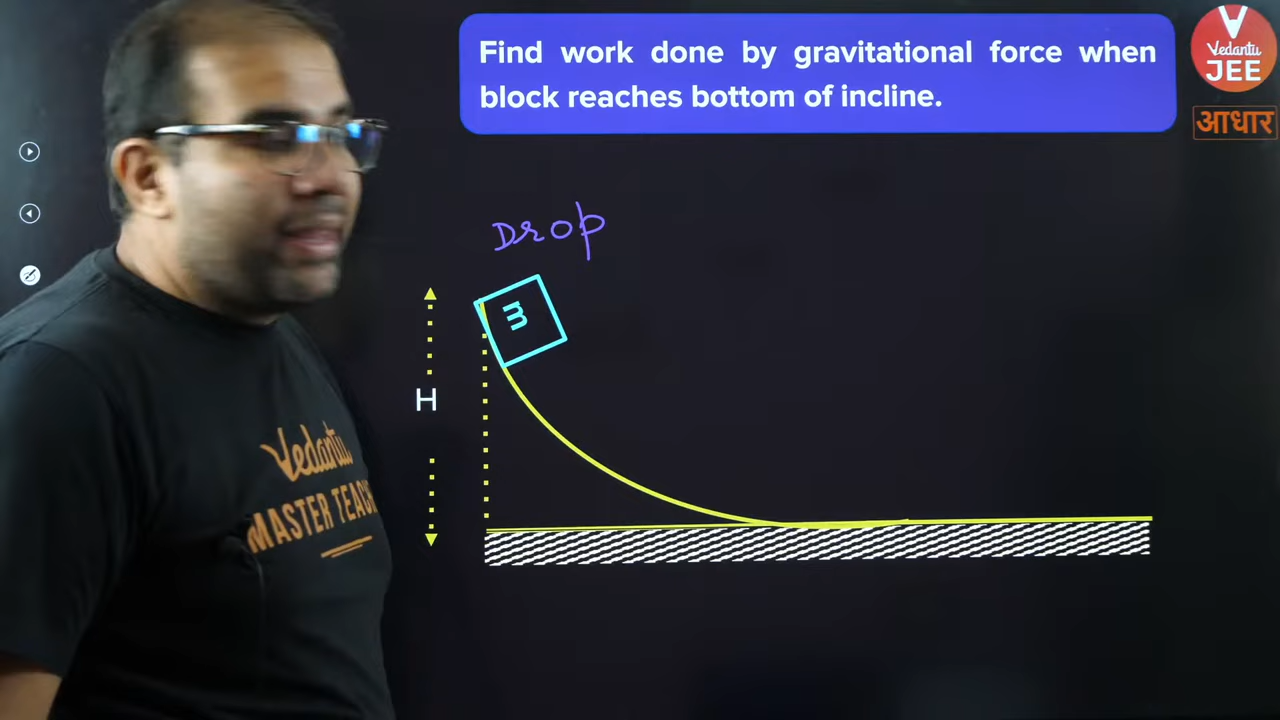 Find work done by gravitational force when
block reaches bottom of incline.
Vedantu
JEE
आधार
Drop
m
H
Vedantu
MASTER TEACH